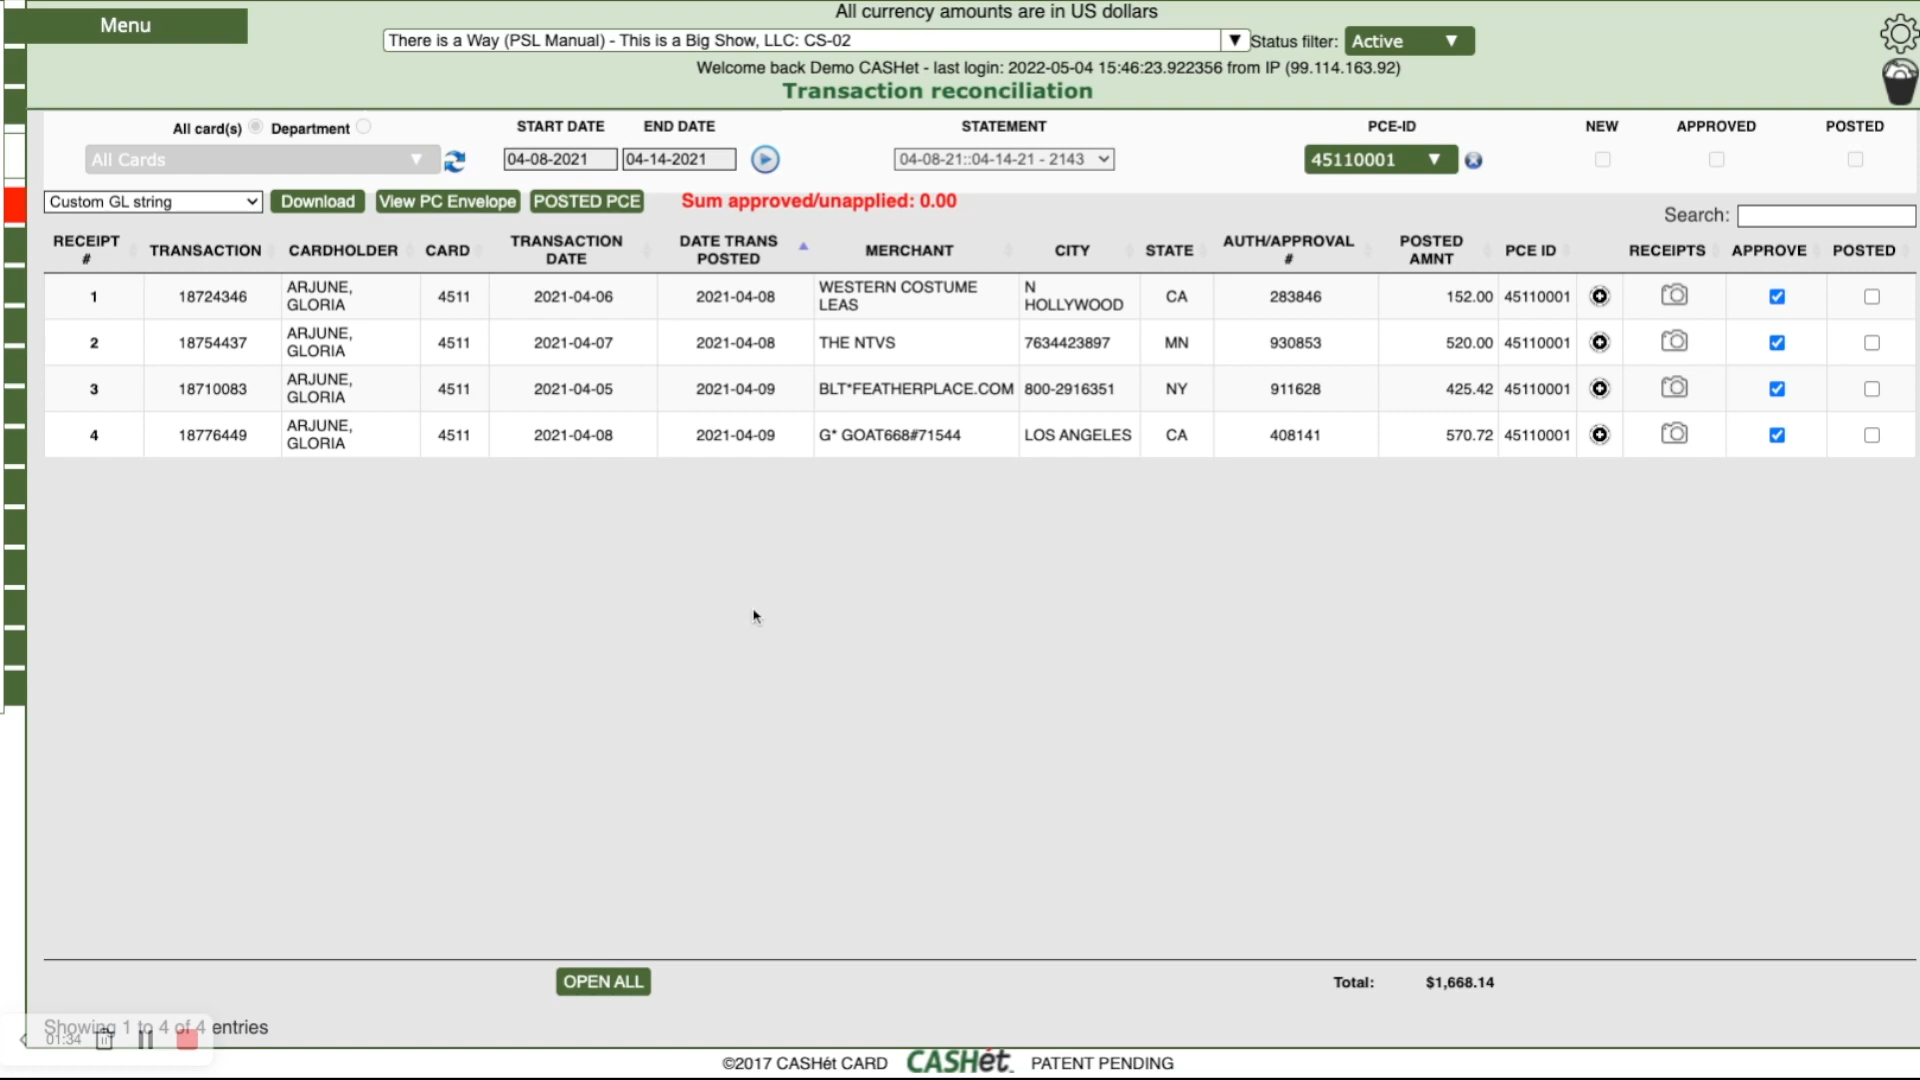 Menu
All currency amounts are in US dollars
There is a Way (PSL Manual) - This is a Big Show, LLC: CS-02
Status filter: Active
Welcome back Demo CASHet - last login: 2022-05-04 15:46:23.922356 from IP (99.114.163.92)
Transaction reconciliation
All card(s) Department START DATE END DATE STATEMENT PCE-ID NEW APPROVED POSTED
All Cards 04-08-2021 04-14-2021 04-08-21::04-14-21 - 2143 45110001
Custom GL string Download View PC Envelope POSTED PCE Sum approved/unapplied: 0.00 Search:
RECEIPT # TRANSACTION CARDHOLDER CARD TRANSACTION DATE DATE TRANS POSTED MERCHANT CITY STATE AUTH/APPROVAL # POSTED AMNT PCE ID RECEIPTS APPROVE POSTED
1 18724346 ARJUNE, GLORIA 4511 2021-04-06 2021-04-08 WESTERN COSTUME LEAS N HOLLYWOOD CA 283846 152.00 45110001
2 18754437 ARJUNE, GLORIA 4511 2021-04-07 2021-04-08 THE NTVS 7634423897 MN 930853 520.00 45110001
3 18710083 ARJUNE, GLORIA 4511 2021-04-05 2021-04-09 BLT*FEATHERPLACE.COM 800-2916351 NY 911628 425.42 45110001
4 18776449 ARJUNE, GLORIA 4511 2021-04-08 2021-04-09 G* GOAT668#71544 LOS ANGELES CA 408141 570.72 45110001
OPEN ALL Total: $1,668.14
Showing 1 to 4 of 4 entries
01:34
©2017 CASHét CARD CASHét. PATENT PENDING